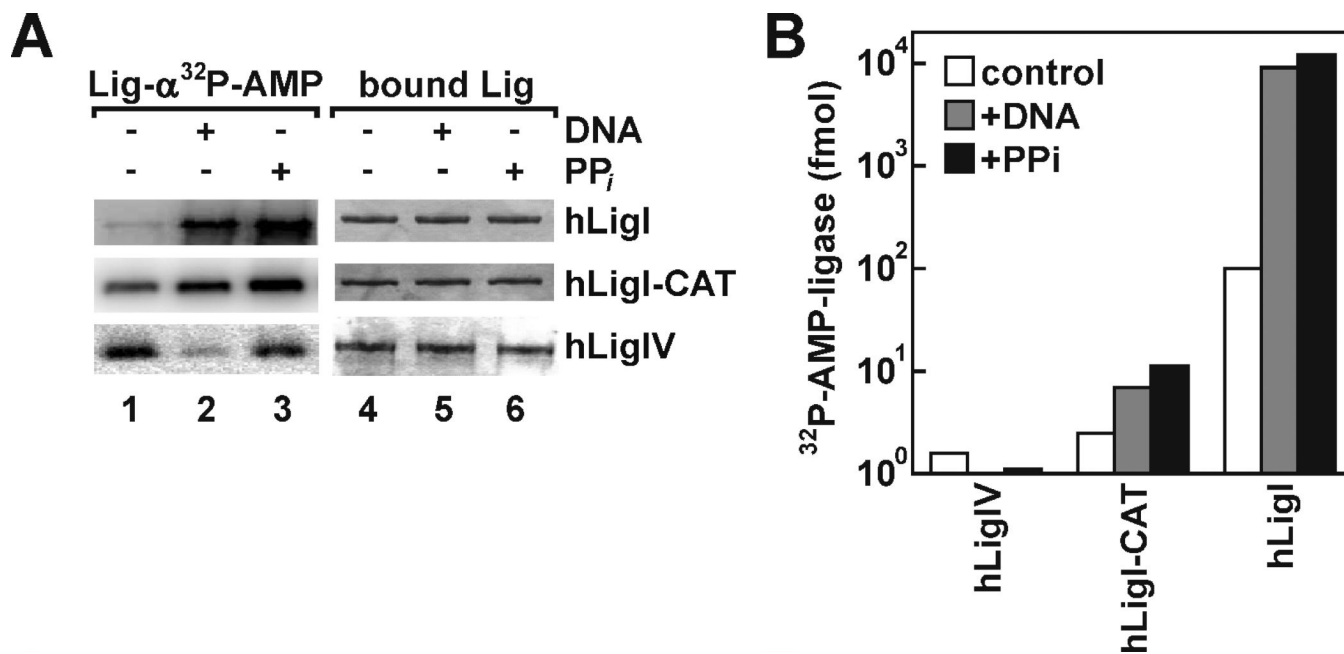 A
Lig-α³²P-AMP bound Lig
- + - - + - DNA
- - + - - + PPi
hLigI
hLigI-CAT
hLigIV
1 2 3 4 5 6
B
³²P-AMP-ligase (fmol)
10⁴
10³
10²
10¹
10⁰
control
+DNA
+PPi
hLigIV
hLigI-CAT
hLigI